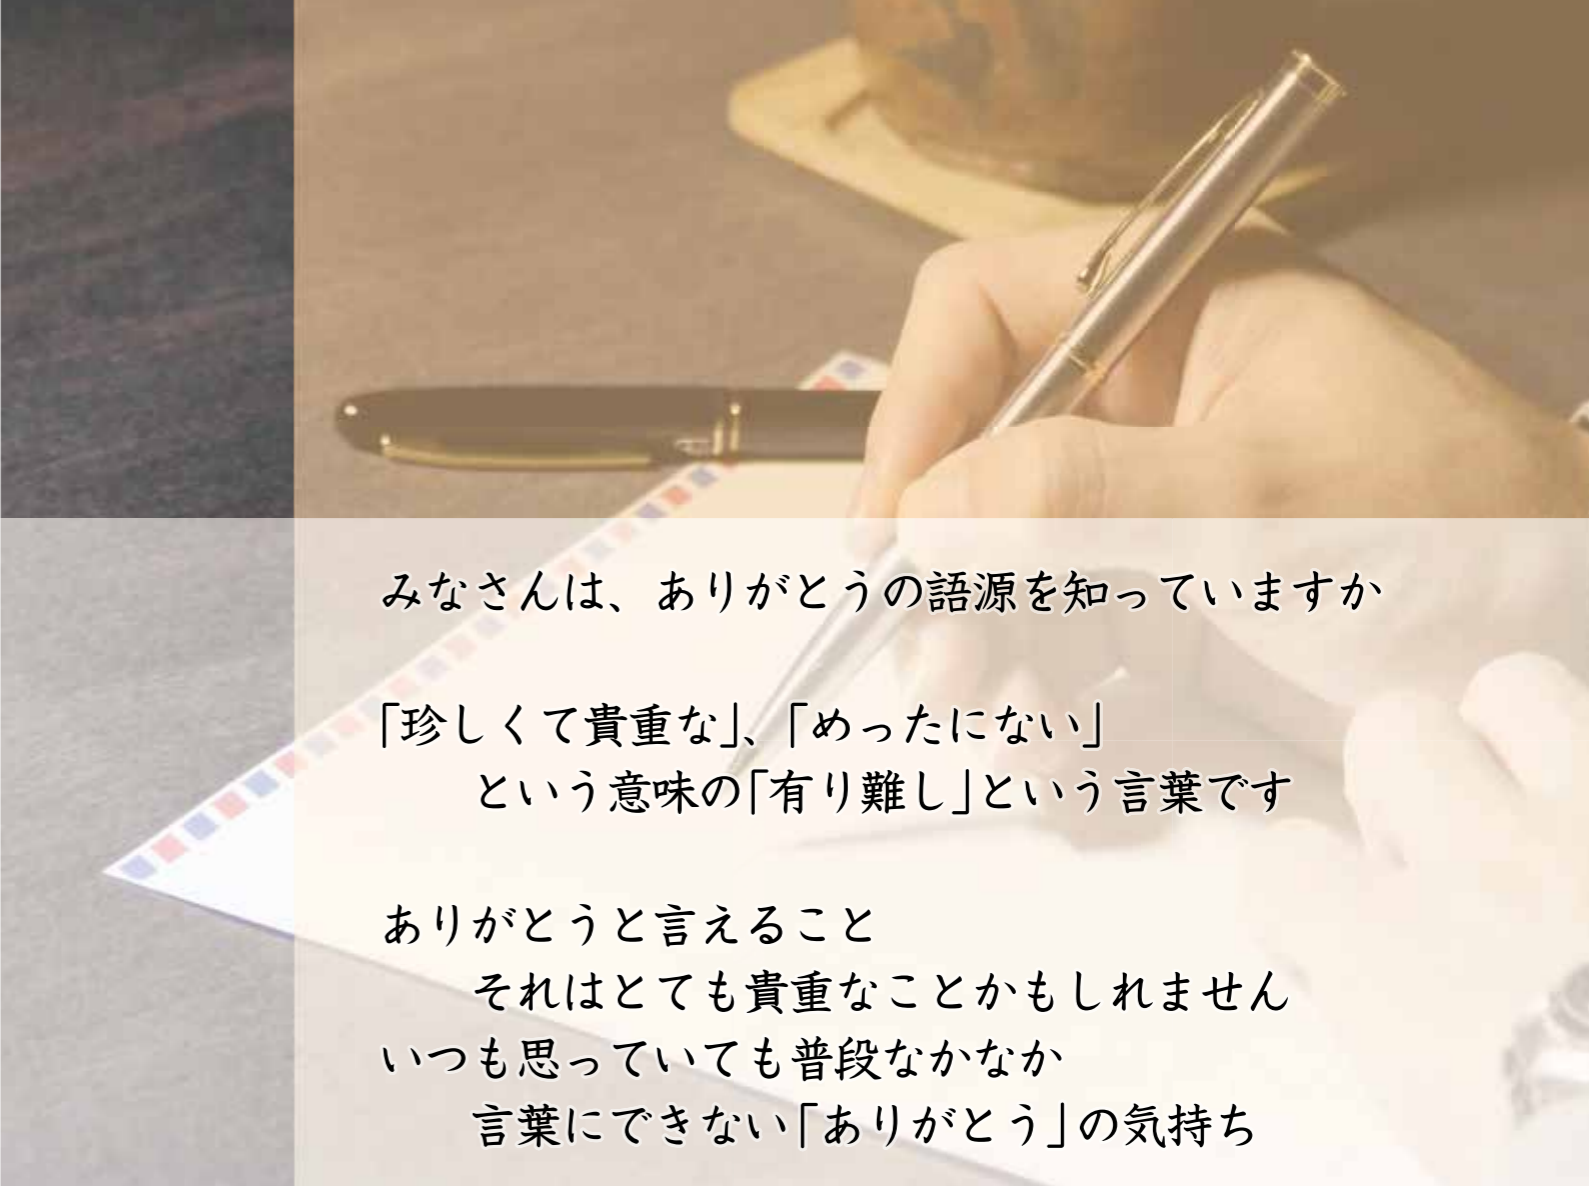 みなさんは、ありがとうの語源を知っていますか
「珍しくて貴重な」、「めったにない」
という意味の「有り難し」という言葉です
ありがとうと言えること
それはとても貴重なことかもしれません
いつも思っていても普段なかなか
言葉にできない「ありがとう」の気持ち